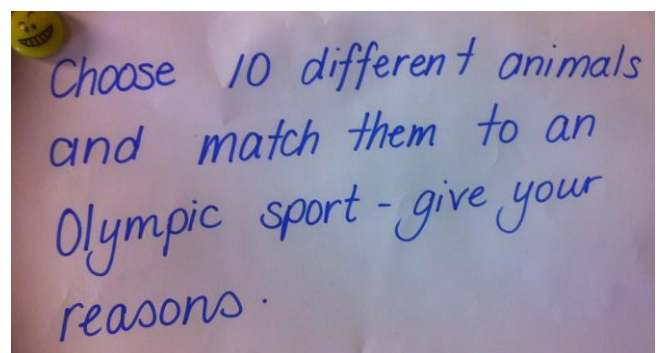 Choose 10 different animals
and match them to an
Olympic sport - give your
reasons.